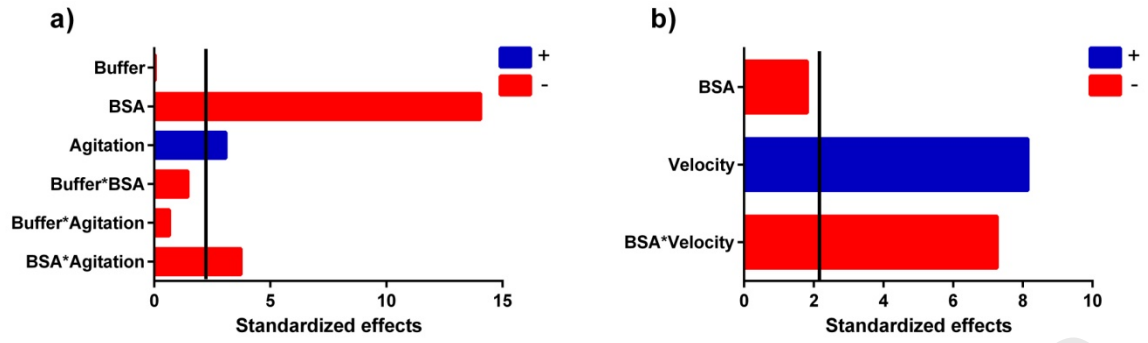 a)
+
-
Buffer
BSA
Agitation
Buffer*BSA
Buffer*Agitation
BSA*Agitation
0 5 10 15
Standardized effects
b)
+
-
BSA
Velocity
BSA*Velocity
0 2 4 6 8 10
Standardized effects